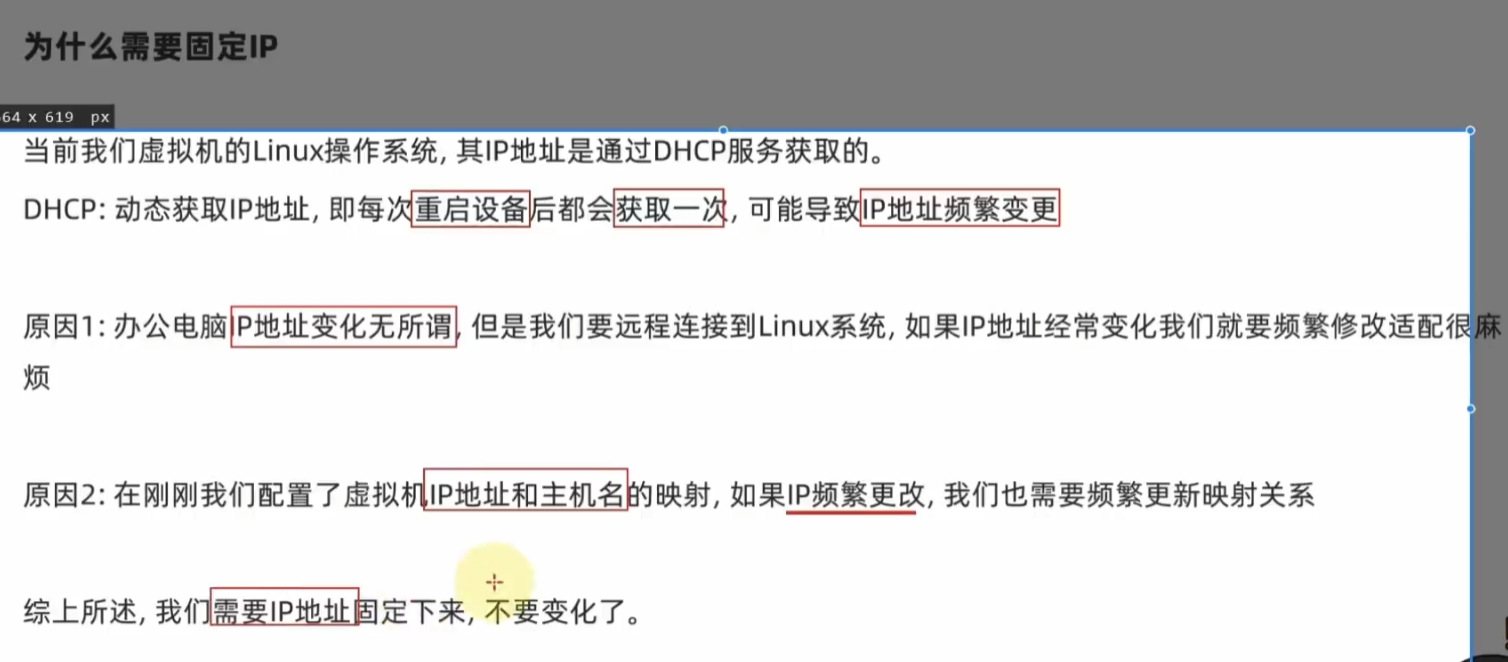 为什么需要固定IP
64 x 619 px
当前我们虚拟机的Linux操作系统, 其IP地址是通过DHCP服务获取的。
DHCP: 动态获取IP地址, 即每次重启设备后都会获取一次, 可能导致IP地址频繁变更
原因1: 办公电脑IP地址变化无所谓, 但是我们要远程连接到Linux系统, 如果IP地址经常变化我们就要频繁修改适配很麻
烦
原因2: 在刚刚我们配置了虚拟机IP地址和主机名的映射, 如果IP频繁更改, 我们也需要频繁更新映射关系
综上所述, 我们需要IP地址固定下来, 不要变化了。